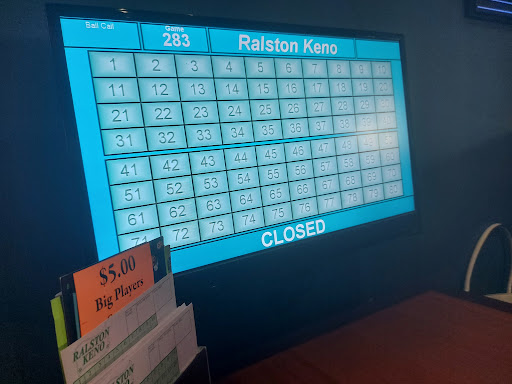 Ball Call
Game
283
Ralston Keno
1 2 3 4 5 6 7 8 9 10
11 12 13 14 15 16 17 18 19 20
21 22 23 24 25 26 27 28 29 30
31 32 33 34 35 36 37 38 39 40
41 42 43 44 45 46 47 48 49 50
51 52 53 54 55 56 57 58 59 60
61 62 63 64 65 66 67 68 69 70
71 72 73 74 75 76 77 78 79 80
CLOSED
$5.00
Big Players
RALSTON
KENO
RALSTON